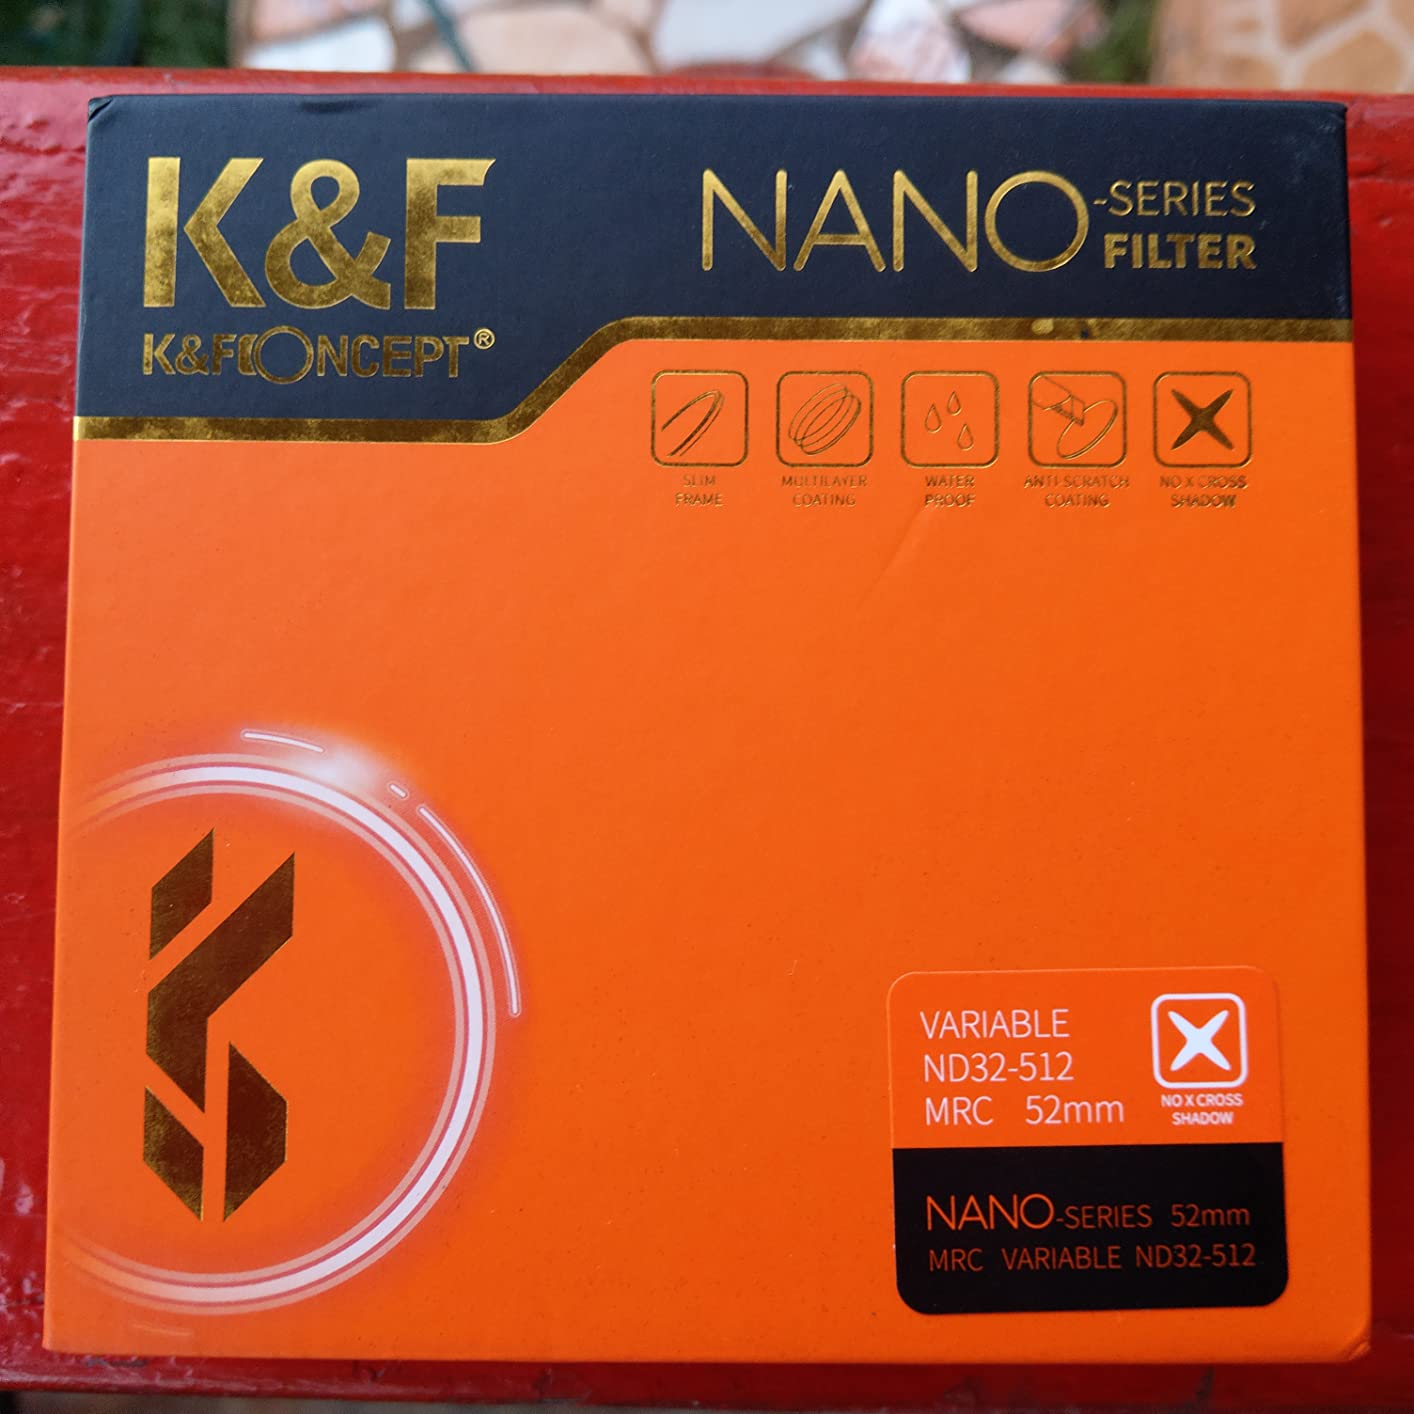 K&F
K&FCONCEPT®
NANO-SERIES
FILTER
SLIM
FRAME
MULTILAYER
COATING
WATER
PROOF
ANTI-SCRATCH
COATING
NO X CROSS
SHADOW
VARIABLE
ND32-512
MRC 52mm
NO X CROSS
SHADOW
NANO-SERIES 52mm
MRC VARIABLE ND32-512